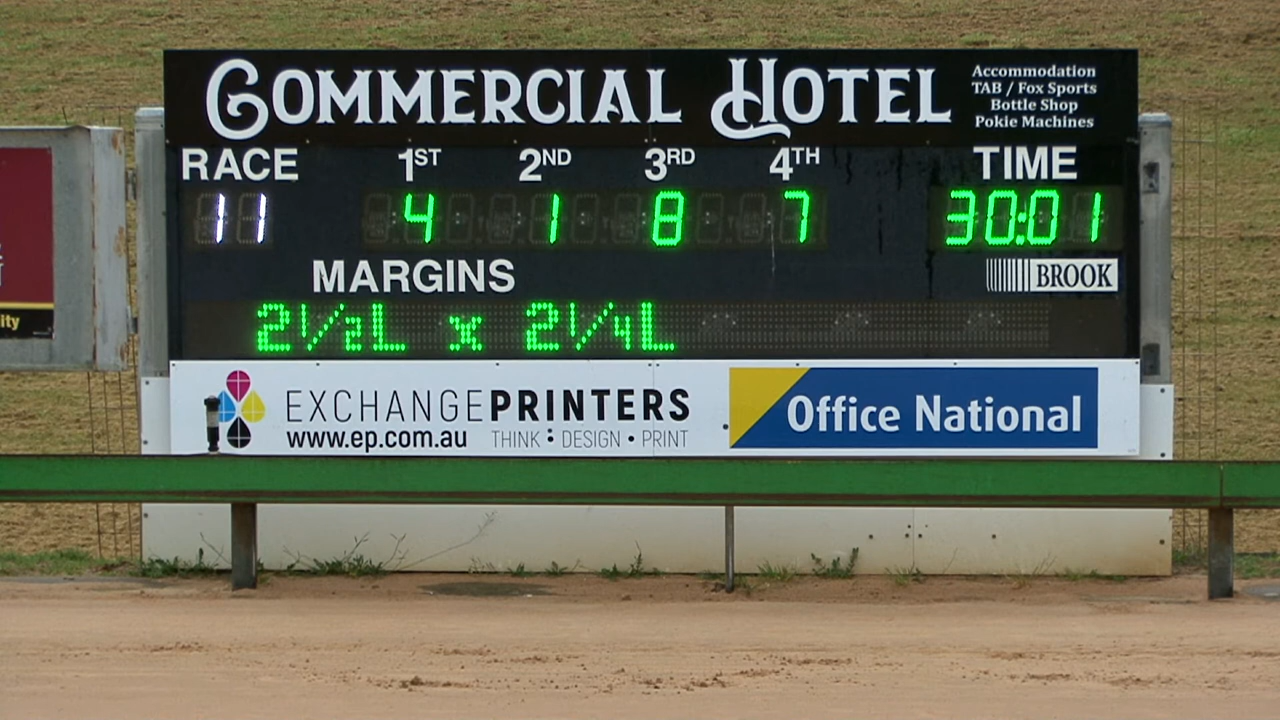 COMMERCIAL HOTEL
Accommodation
TAB / Fox Sports
Bottle Shop
Pokie Machines
RACE 1ST 2ND 3RD 4TH TIME
11 4 1 8 7 30:01
MARGINS
BROOK
2½L x 2¼L
EXCHANGEPRINTERS
www.ep.com.au THINK • DESIGN • PRINT
Office National
ity